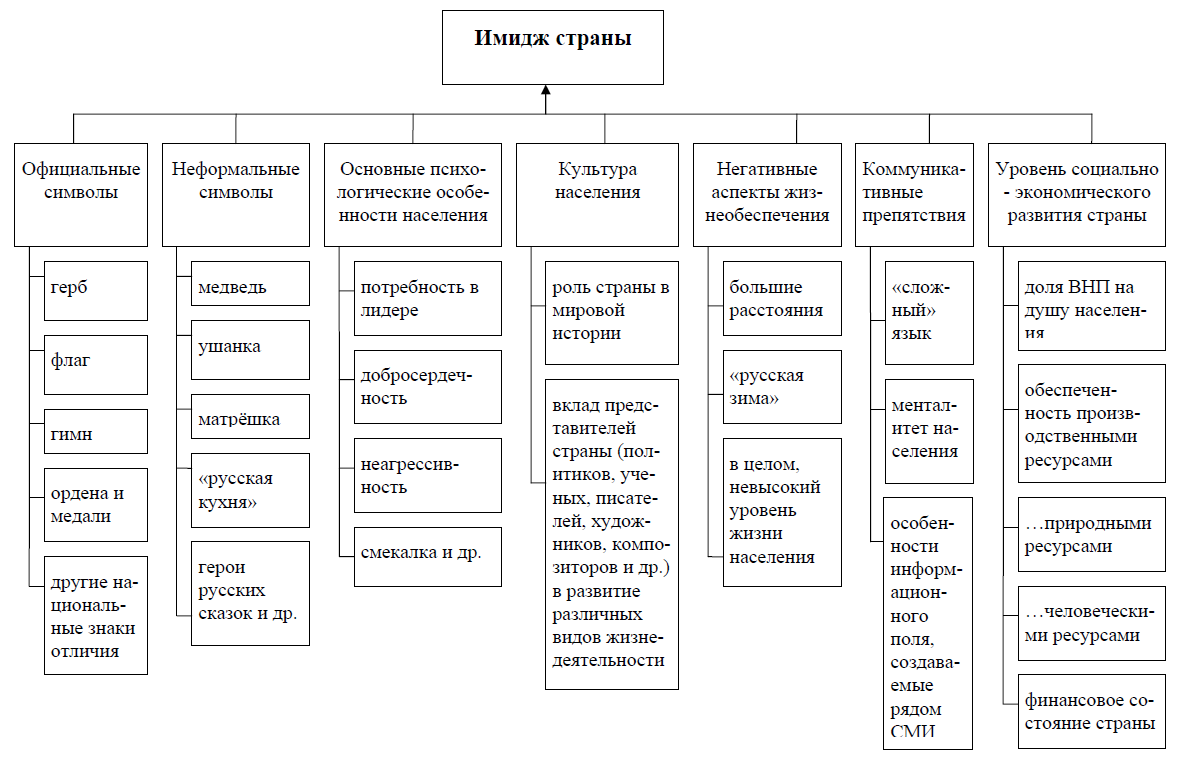 Имидж страны
Официальные
символы
герб
флаг
гимн
ордена и
медали
другие на-
циональ-
ные знаки
отличия
Неформальные
символы
медведь
ушанка
матрёшка
«русская
кухня»
герои
русских
сказок и др.
Основные психо-
логические особе-
нности населения
потребность в
лидере
добросердеч-
ность
неагрессив-
ность
смекалка и др.
Культура
населения
роль страны в
мировой
истории
вклад предс-
тавителей
страны (пол-
итиков, уче-
ных, писате-
лей, худож-
ников, компо-
зиторов и др.)
в развитие
различных
видов жизне-
деятельности
Негативные
аспекты жиз-
необеспечения
большие
расстояния
«русская
зима»
в целом,
невысокий
уровень
жизни
населения
Коммуника-
тивные
препятствия
«слож-
ный»
язык
ментал-
итет на-
селения
особен-
ности
информ-
ацион-
ного
поля,
создава-
емые
рядом
СМИ
Уровень социально
- экономического
развития страны
доля ВНП на
душу населен-
ия
обеспечен-
ность произв-
одственными
ресурсами
…природными
ресурсами
…человечески-
ми ресурсами
финансовое со-
стояние страны